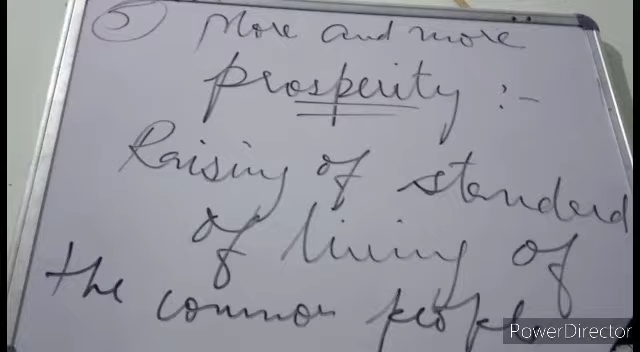 5 More and more
prosperity :-
Raising of standard
of living of
the common people
PowerDirector